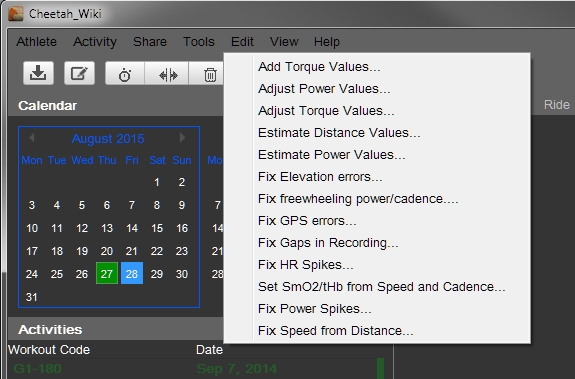 Cheetah_Wiki
Athlete Activity Share Tools Edit View Help
Add Torque Values...
Adjust Power Values...
Adjust Torque Values...
Estimate Distance Values...
Estimate Power Values...
Fix Elevation errors...
Fix freewheeling power/cadence....
Fix GPS errors...
Fix Gaps in Recording...
Fix HR Spikes...
Set SmO2/tHb from Speed and Cadence...
Fix Power Spikes...
Fix Speed from Distance...
Calendar
Ride
August 2015
Mon Tue Wed Thu Fri Sat Sun Mo
1 2
3 4 5 6 7 8 9 7
10 11 12 13 14 15 16 14
17 18 19 20 21 22 23 21
24 25 26 27 28 29 30 28
31
Activities
Workout Code Date
G1-180 Sep 7, 2014